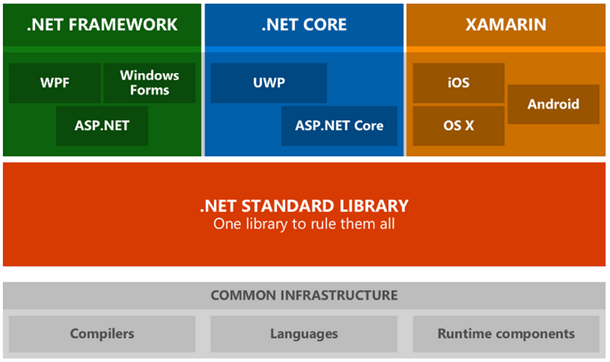 .NET FRAMEWORK
.NET CORE
XAMARIN
WPF
Windows
Forms
ASP.NET
UWP
ASP.NET Core
iOS
Android
OS X
.NET STANDARD LIBRARY
One library to rule them all
COMMON INFRASTRUCTURE
Compilers
Languages
Runtime components